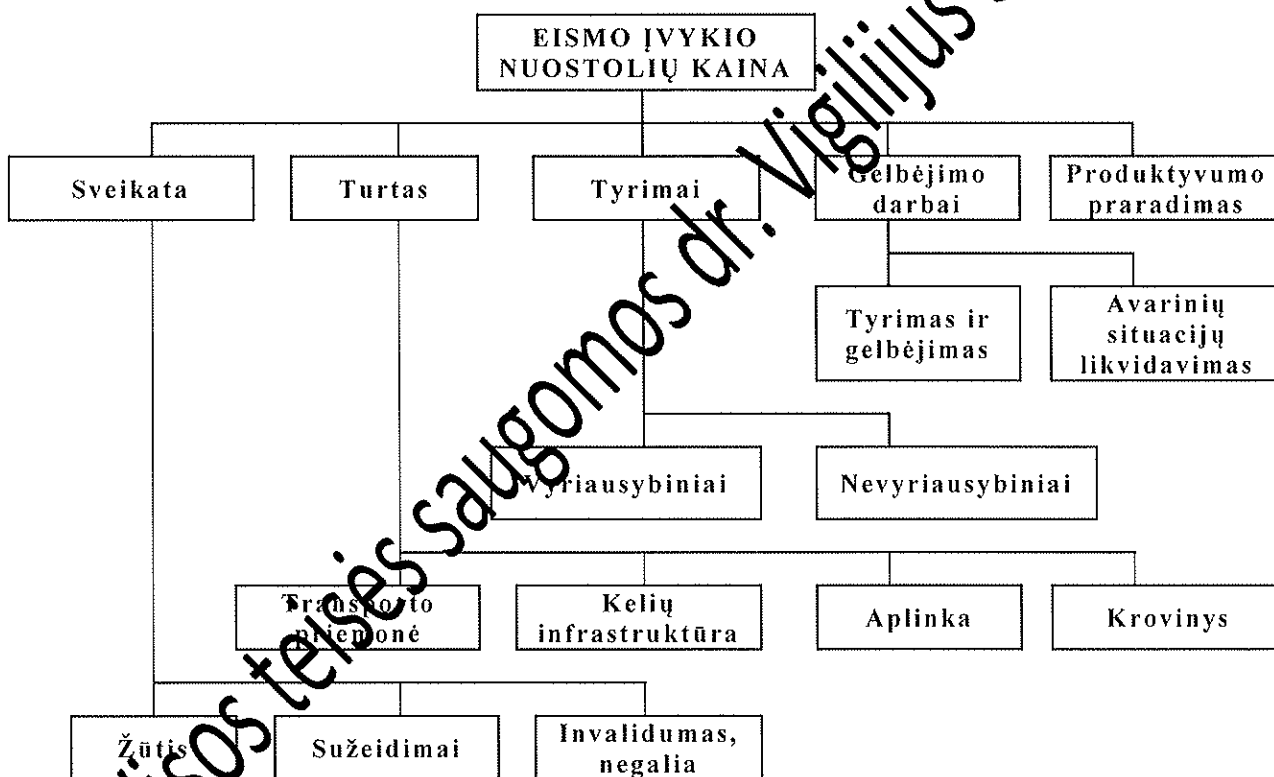 EISMO ĮVYKIO
NUOSTOLIŲ KAINA
Sveikata
Turtas
Tyrimai
Gelbėjimo
darbai
Produktyvumo
praradimas
Tyrimas ir
gelbėjimas
Avarinių
situacijų
likvidavimas
Vyriausybiniai
Nevyriausybiniai
Transporto
priemonė
Kelių
infrastruktūra
Aplinka
Krovinys
Žūtis
Sužeidimai
Invalidumas,
negalia
teisės saugomos dr. Vigilijus